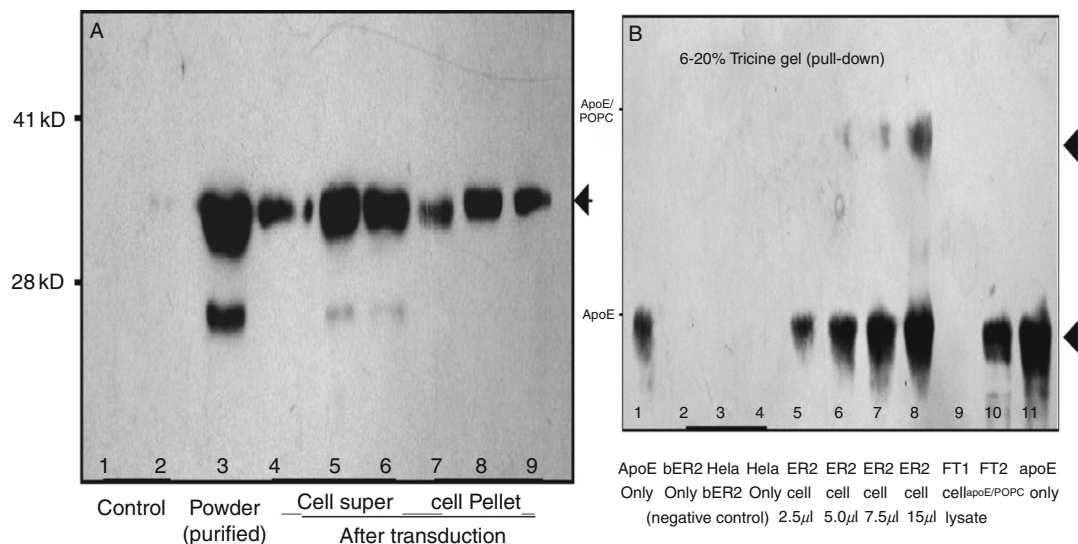 A
41 kD
28 kD
1 2 3 4 5 6 7 8 9
Control
Powder
(purified)
Cell super
cell Pellet
After transduction
B
6-20% Tricine gel (pull-down)
ApoE/
POPC
ApoE
1 2 3 4 5 6 7 8 9 10 11
ApoE bER2 Hela Hela ER2 ER2 ER2 ER2 FT1 FT2 apoE
Only Only bER2 Only cell cell cell cell cell apoE/POPC only
(negative control) 2.5μl 5.0μl 7.5μl 15μl lysate